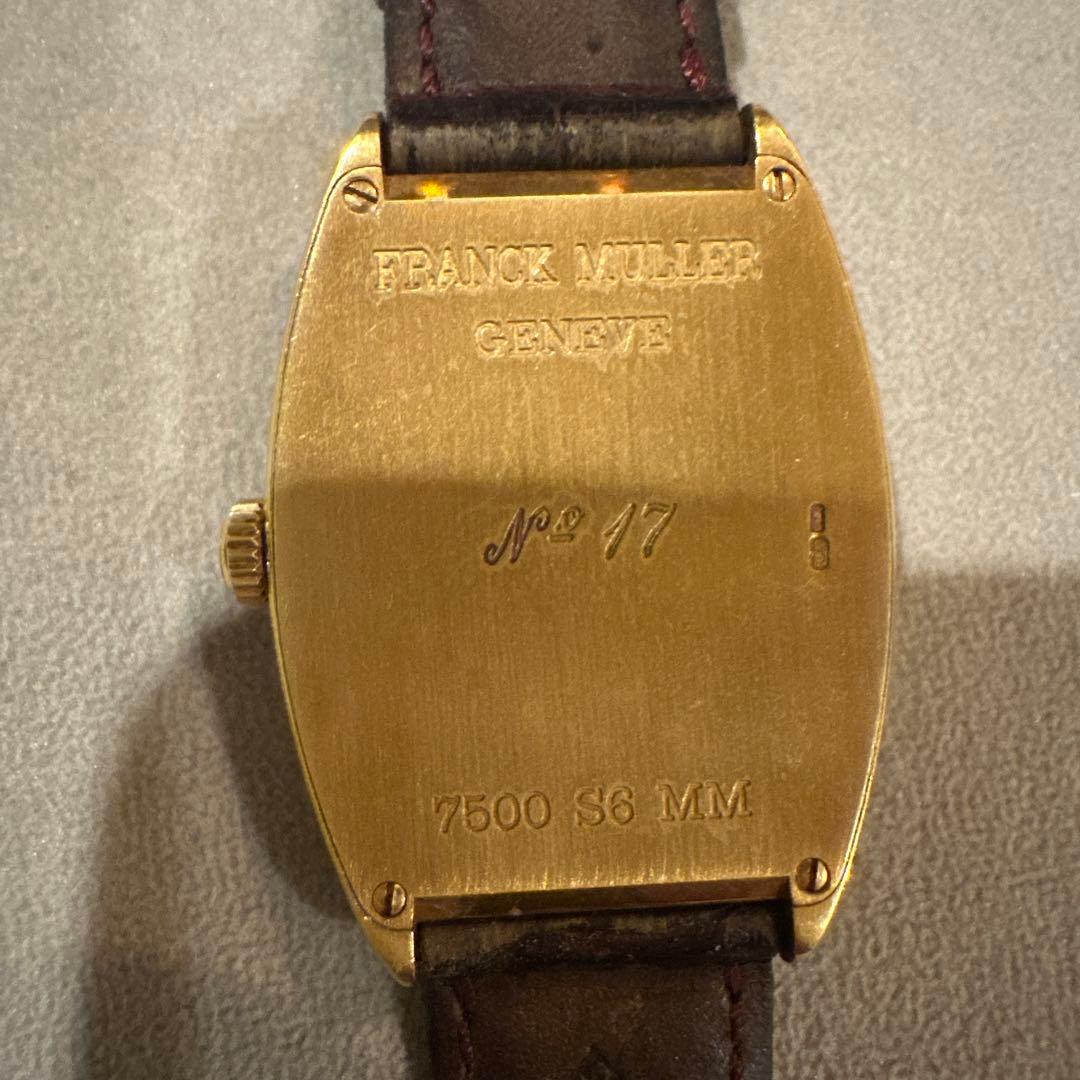 FRANCK MULLER
GENEVE
Nº 17
7500 S6 MM